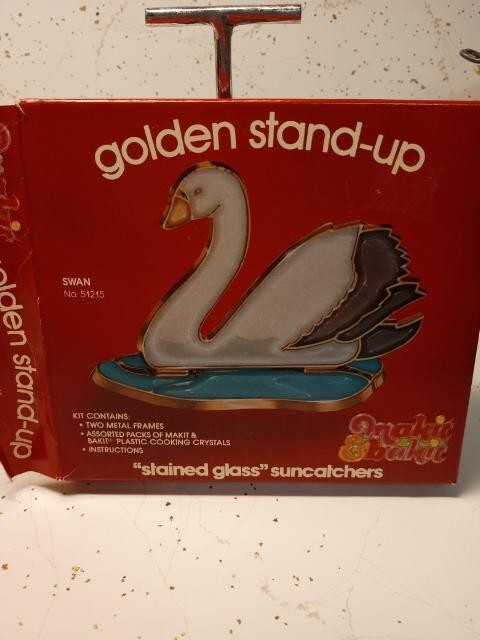 golden stand-up
SWAN
No. 51215
KIT CONTAINS:
• TWO METAL FRAMES
• ASSORTED PACKS OF MAKIT &
BAKIT® PLASTIC COOKING CRYSTALS
• INSTRUCTIONS
makit
& bakit
"stained glass" suncatchers
olden stand-up